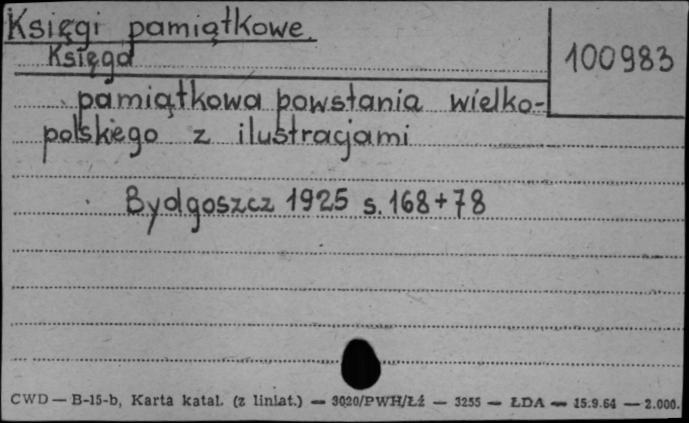 Księgi pamiątkowe.
100983
Księga
pamiątkowa powstania wielko-
polskiego z ilustracjami
Bydgoszcz 1925 s. 168+78
CWD — B-15-b, Karta katal. (z liniat.) — 3020/PWH/Łź — 3255 — ŁDA — 15.9.64 — 2.000.